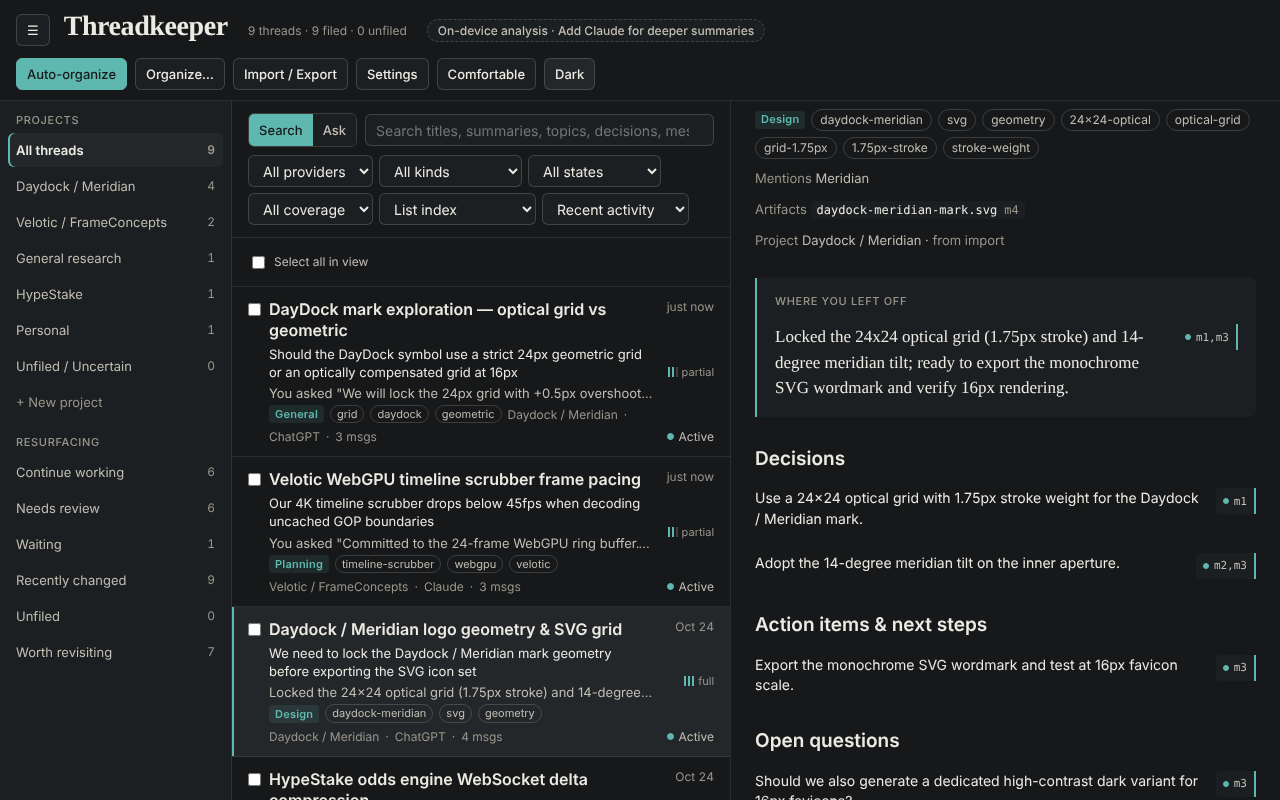 ☰ Threadkeeper 9 threads · 9 filed · 0 unfiled On-device analysis · Add Claude for deeper summaries
Auto-organize Organize... Import / Export Settings Comfortable Dark
PROJECTS
All threads 9
Daydock / Meridian 4
Velotic / FrameConcepts 2
General research 1
HypeStake 1
Personal 1
Unfiled / Uncertain 0
+ New project
RESURFACING
Continue working 6
Needs review 6
Waiting 1
Recently changed 9
Unfiled 0
Worth revisiting 7
Search Ask Search titles, summaries, topics, decisions, mes
All providers All kinds All states
All coverage List index Recent activity
Select all in view
DayDock mark exploration — optical grid vs just now
geometric
Should the DayDock symbol use a strict 24px geometric grid
or an optically compensated grid at 16px partial
You asked "We will lock the 24px grid with +0.5px overshoot...
General grid daydock geometric Daydock / Meridian ·
ChatGPT · 3 msgs Active
Velotic WebGPU timeline scrubber frame pacing just now
Our 4K timeline scrubber drops below 45fps when decoding
uncached GOP boundaries partial
You asked "Committed to the 24-frame WebGPU ring buffer....
Planning timeline-scrubber webgpu velotic
Velotic / FrameConcepts · Claude · 3 msgs Active
Daydock / Meridian logo geometry & SVG grid Oct 24
We need to lock the Daydock / Meridian mark geometry
before exporting the SVG icon set full
Locked the 24×24 optical grid (1.75px stroke) and 14-degree...
Design daydock-meridian svg geometry
Daydock / Meridian · ChatGPT · 4 msgs Active
HypeStake odds engine WebSocket delta Oct 24
compression
Design daydock-meridian svg geometry 24×24-optical optical-grid
grid-1.75px 1.75px-stroke stroke-weight
Mentions Meridian
Artifacts daydock-meridian-mark.svg m4
Project Daydock / Meridian · from import
WHERE YOU LEFT OFF
Locked the 24x24 optical grid (1.75px stroke) and 14- m1,m3
degree meridian tilt; ready to export the monochrome
SVG wordmark and verify 16px rendering.
Decisions
Use a 24×24 optical grid with 1.75px stroke weight for the Daydock m1
/ Meridian mark.
Adopt the 14-degree meridian tilt on the inner aperture. m2,m3
Action items & next steps
Export the monochrome SVG wordmark and test at 16px favicon m3
scale.
Open questions
Should we also generate a dedicated high-contrast dark variant for m3
16px favicons?